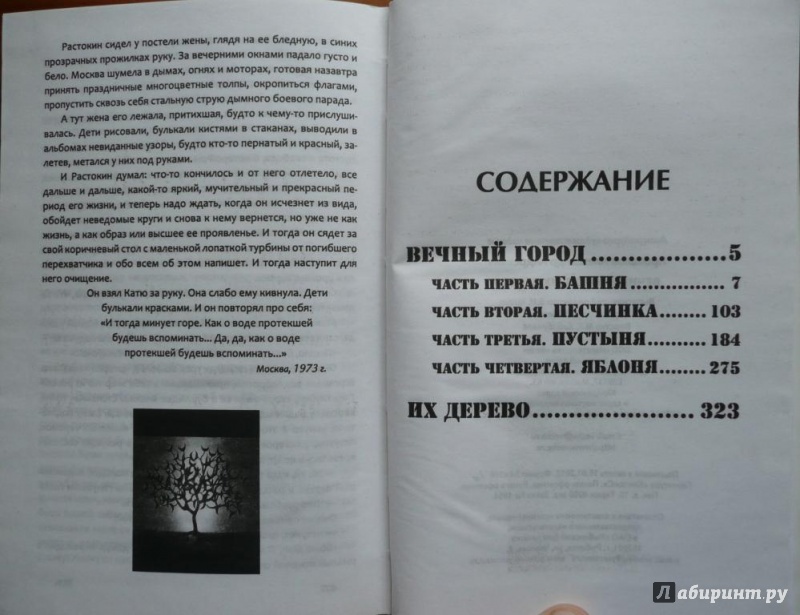 Растокин сидел у постели жены, глядя на ее бледную, в синих
прозрачных прожилках руку. За вечерними окнами падало густо и
бело. Москва шумела в дымах, огнях и моторах, готовая назавтра
принять праздничные многоцветные толпы, окропиться флагами,
пропустить сквозь себя стальную струю дымного боевого парада.
А тут жена его лежала, притихшая, будто к чему-то прислуши-
валась. Дети рисовали, булькали кистями в стаканах, выводили в
альбомах невиданные узоры, будто кто-то пернатый и красный, за-
летев, метался у них под руками.
И Растокин думал: что-то кончилось и от него отлетело, все
дальше и дальше, какой-то яркий, мучительный и прекрасный пе-
риод его жизни, и теперь надо ждать, когда он исчезнет из вида,
обойдет неведомые круги и снова к нему вернется, но уже не как
жизнь, а как образ или высшее ее проявленье. И тогда он сядет за
свой коричневый стол с маленькой лопаткой турбины от погибшего
перехватчика и обо всем об этом напишет. И тогда наступит для
него очищение.
Он взял Катю за руку. Она слабо ему кивнула. Дети
булькали красками. И он повторял про себя:
«И тогда минует горе. Как о воде протекшей
будешь вспоминать... Да, да, как о воде
протекшей будешь вспоминать...»
Москва, 1973 г.
СОДЕРЖАНИЕ
ВЕЧНЫЙ ГОРОД ..................5
ЧАСТЬ ПЕРВАЯ. БАШНЯ ................ 7
ЧАСТЬ ВТОРАЯ. ПЕСЧИНКА ......... 103
ЧАСТЬ ТРЕТЬЯ. ПУСТЫНЯ ........... 184
ЧАСТЬ ЧЕТВЕРТАЯ. ЯБЛОНЯ ........ 275
ИХ ДЕРЕВО...................... 323
Лабиринт.ру